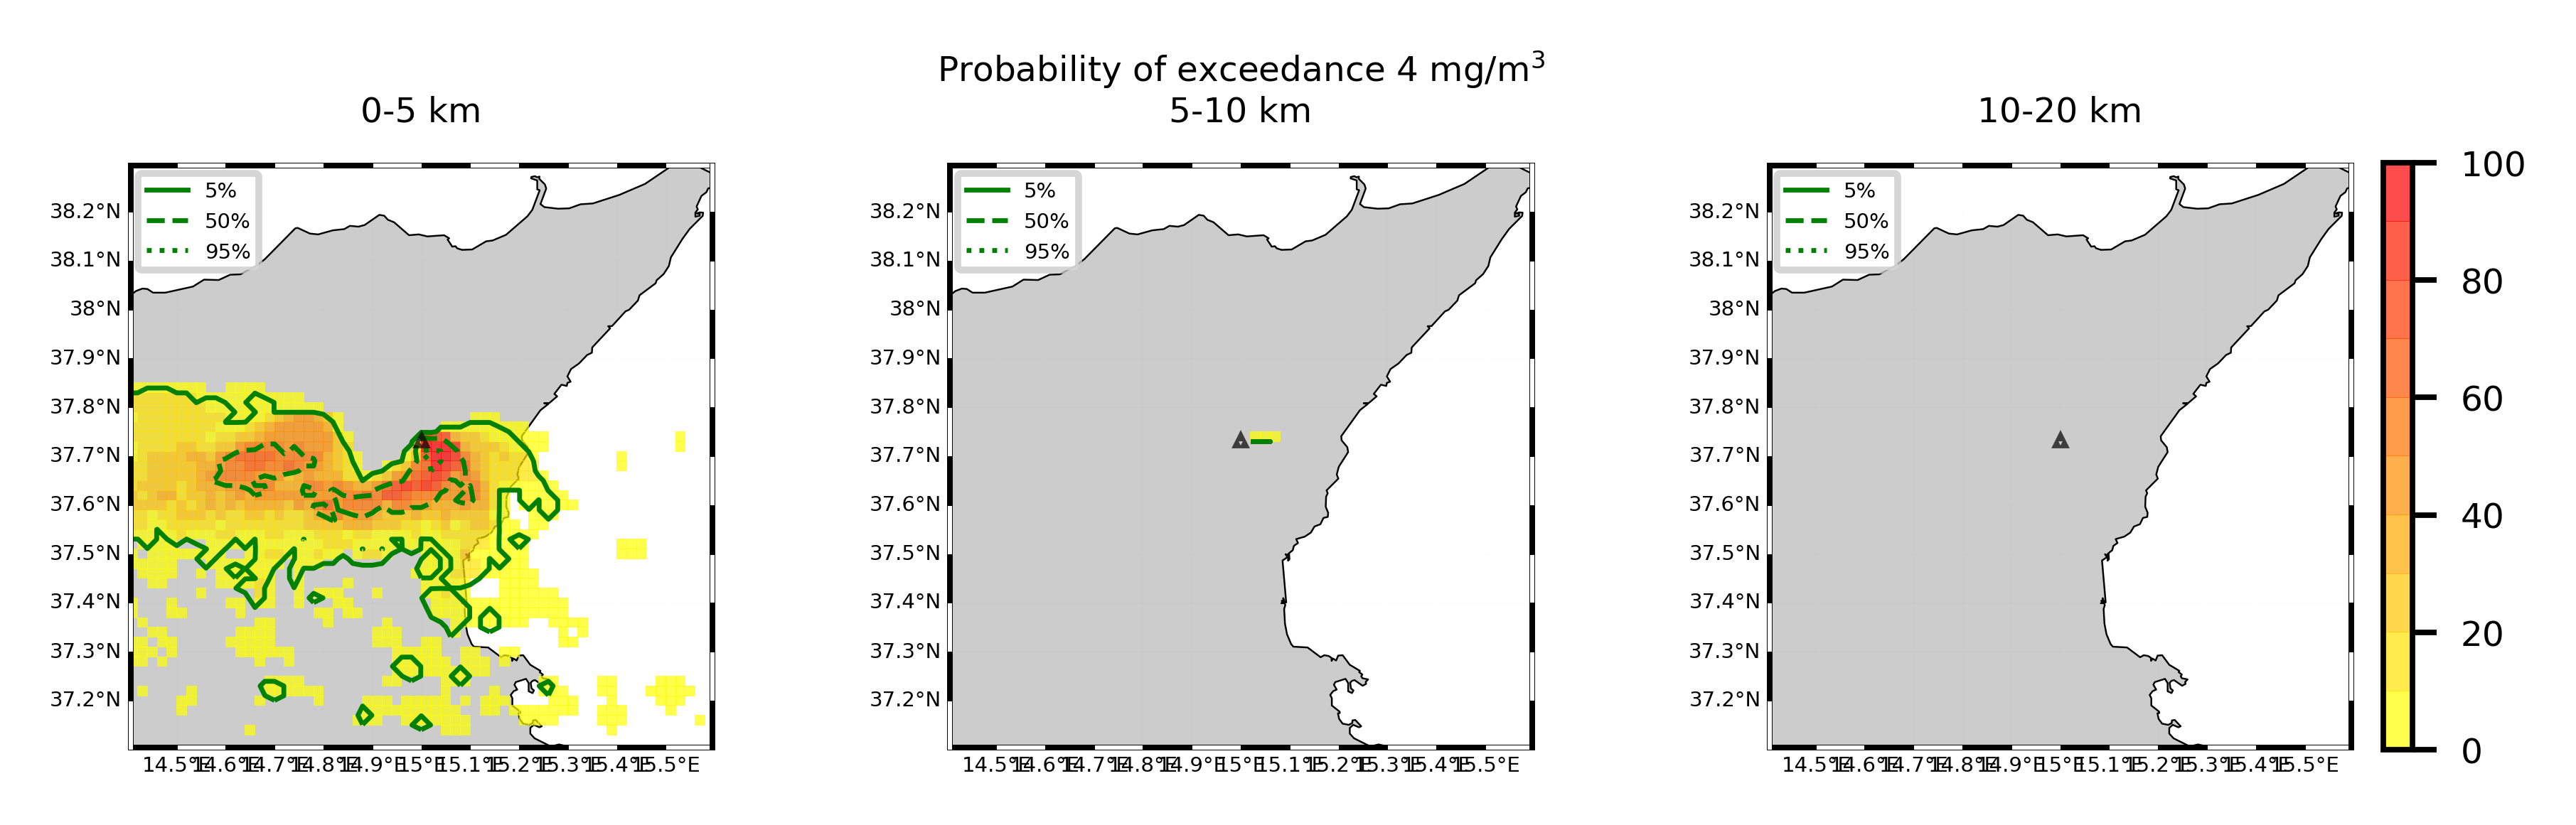 Probability of exceedance 4 mg/m³
0-5 km
5%
50%
95%
38.2°N
38.1°N
38°N
37.9°N
37.8°N
37.7°N
37.6°N
37.5°N
37.4°N
37.3°N
37.2°N
14.5°E 14.6°E 14.7°E 14.8°E 14.9°E 15°E 15.1°E 15.2°E 15.3°E 15.4°E 15.5°E
5-10 km
5%
50%
95%
38.2°N
38.1°N
38°N
37.9°N
37.8°N
37.7°N
37.6°N
37.5°N
37.4°N
37.3°N
37.2°N
14.5°E 14.6°E 14.7°E 14.8°E 14.9°E 15°E 15.1°E 15.2°E 15.3°E 15.4°E 15.5°E
10-20 km
5%
50%
95%
38.2°N
38.1°N
38°N
37.9°N
37.8°N
37.7°N
37.6°N
37.5°N
37.4°N
37.3°N
37.2°N
14.5°E 14.6°E 14.7°E 14.8°E 14.9°E 15°E 15.1°E 15.2°E 15.3°E 15.4°E 15.5°E
100
80
60
40
20
0